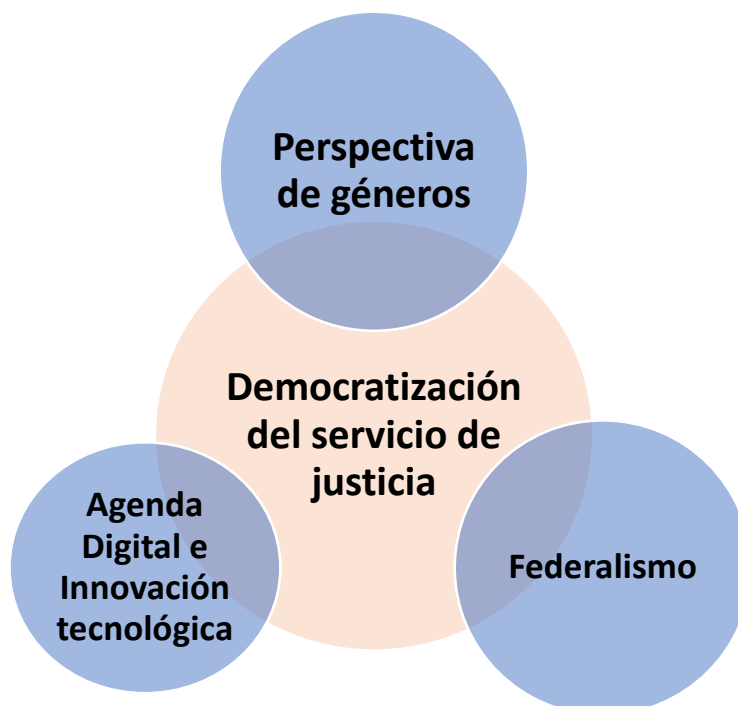 Perspectiva
de géneros
Democratización
del servicio de
justicia
Agenda
Digital e
Innovación
tecnológica
Federalismo